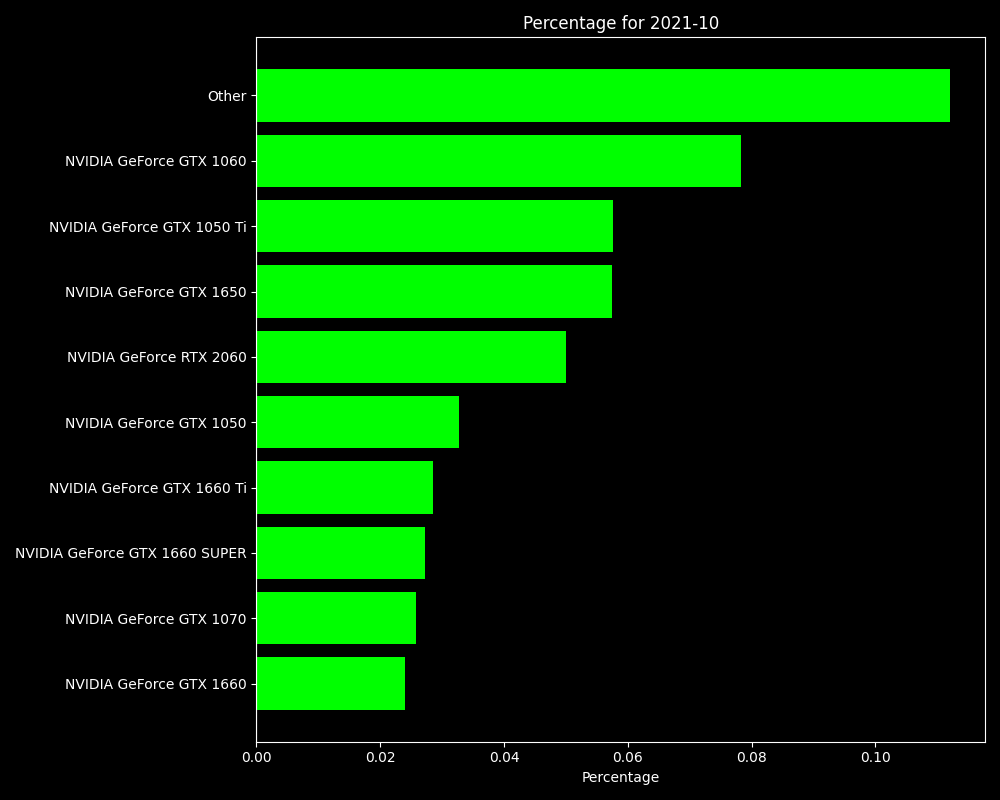 Percentage for 2021-10
Other
NVIDIA GeForce GTX 1060
NVIDIA GeForce GTX 1050 Ti
NVIDIA GeForce GTX 1650
NVIDIA GeForce RTX 2060
NVIDIA GeForce GTX 1050
NVIDIA GeForce GTX 1660 Ti
NVIDIA GeForce GTX 1660 SUPER
NVIDIA GeForce GTX 1070
NVIDIA GeForce GTX 1660
0.00 0.02 0.04 0.06 0.08 0.10
Percentage